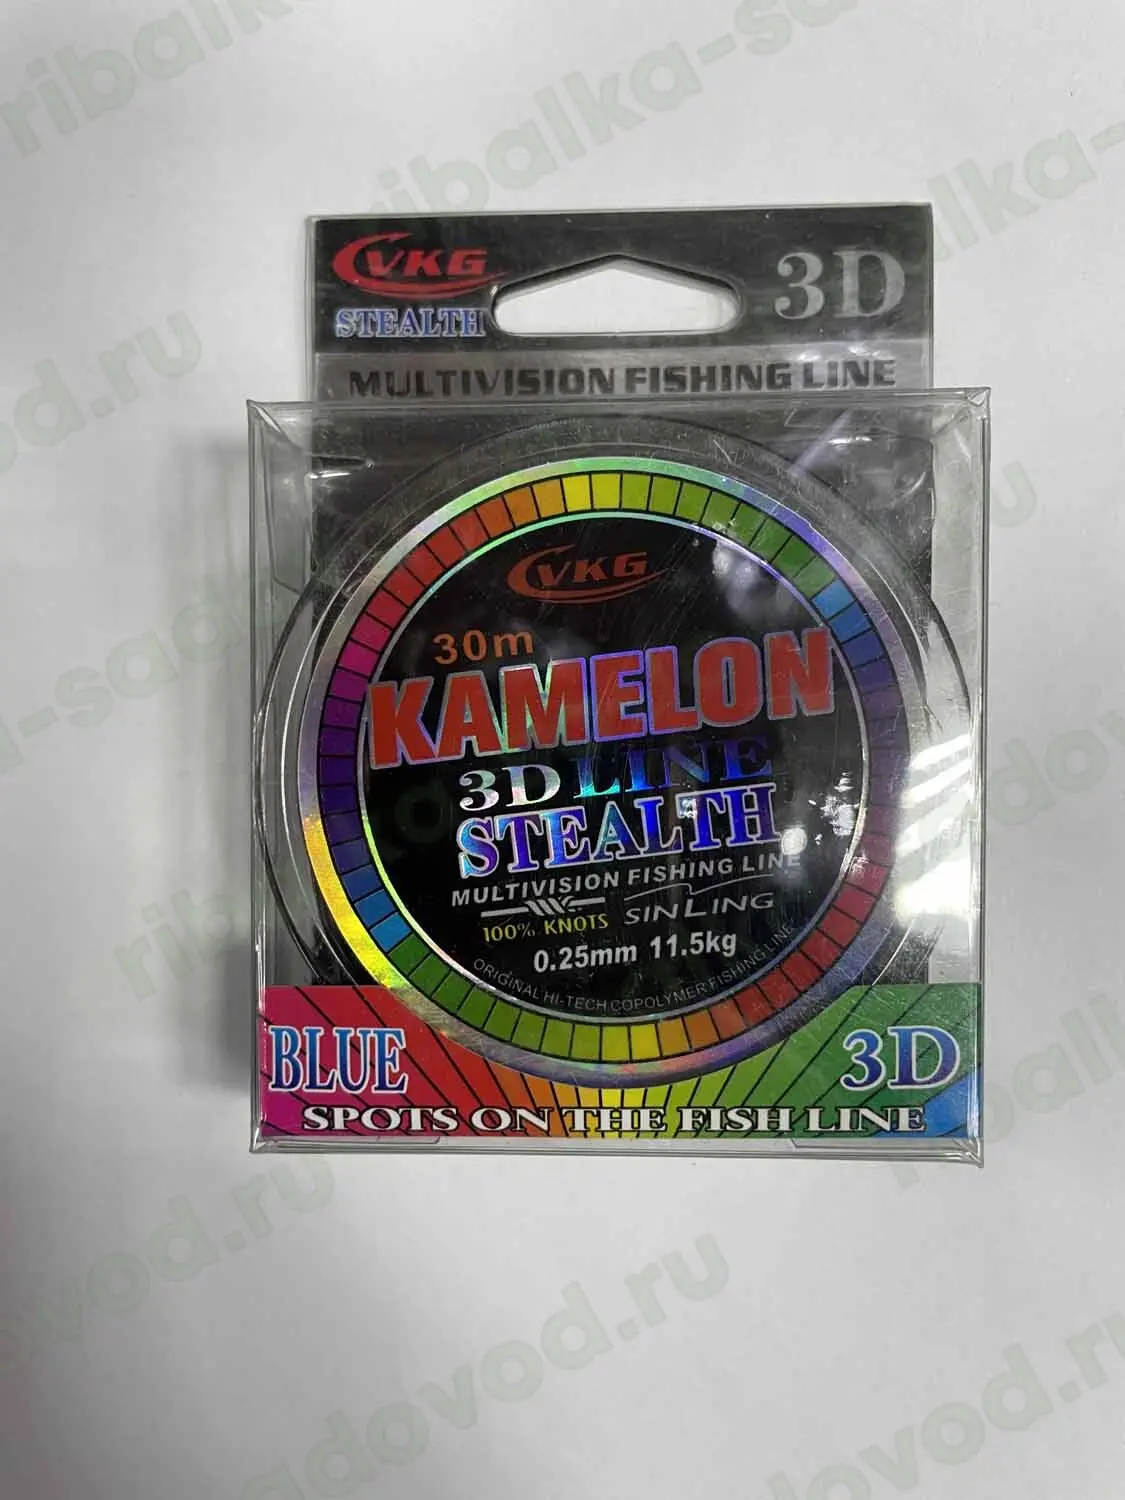 VKG
STEALTH
3D
MULTIVISION FISHING LINE
VKG
30m
KAMELON
3D LINE
STEALTH
MULTIVISION FISHING LINE
100% KNOTS
SINLING
0.25mm 11.5kg
ORIGINAL HI-TECH COPOLYMER FISHING LINE
BLUE
3D
SPOTS ON THE FISH LINE
ribalka-sadovod.ru